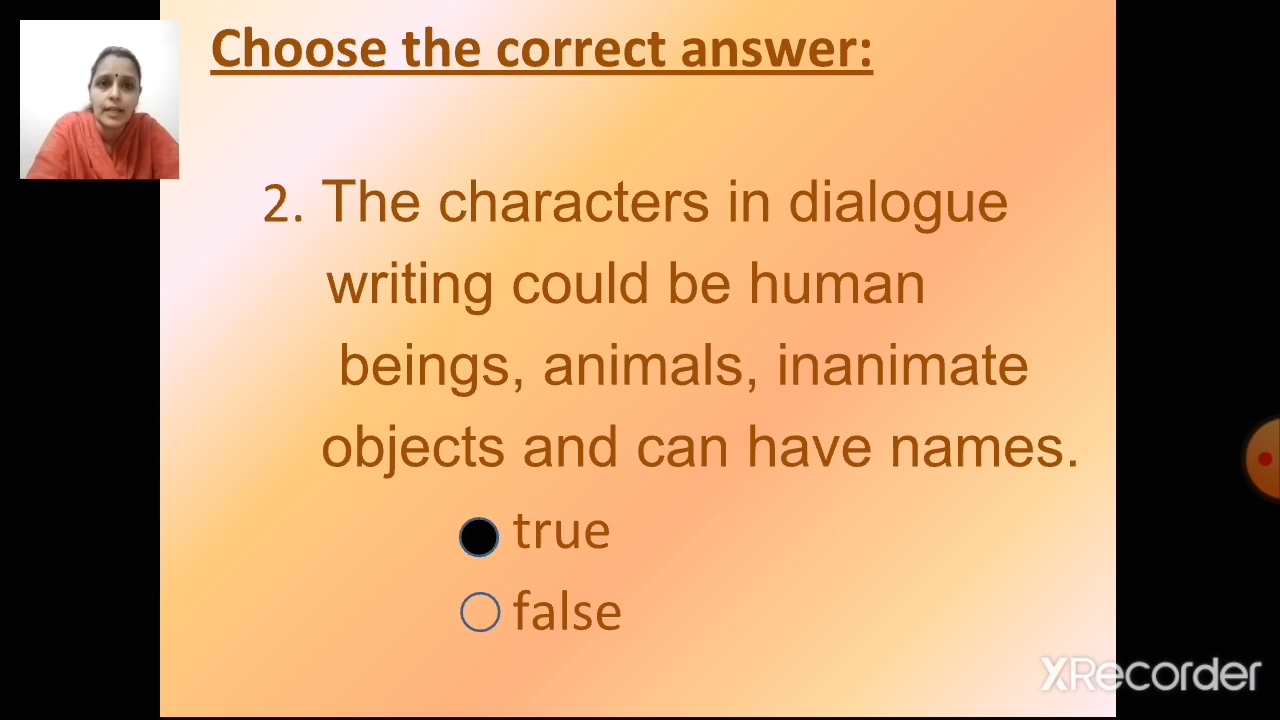 Choose the correct answer:
2. The characters in dialogue
writing could be human
beings, animals, inanimate
objects and can have names.
true
false
XRecorder